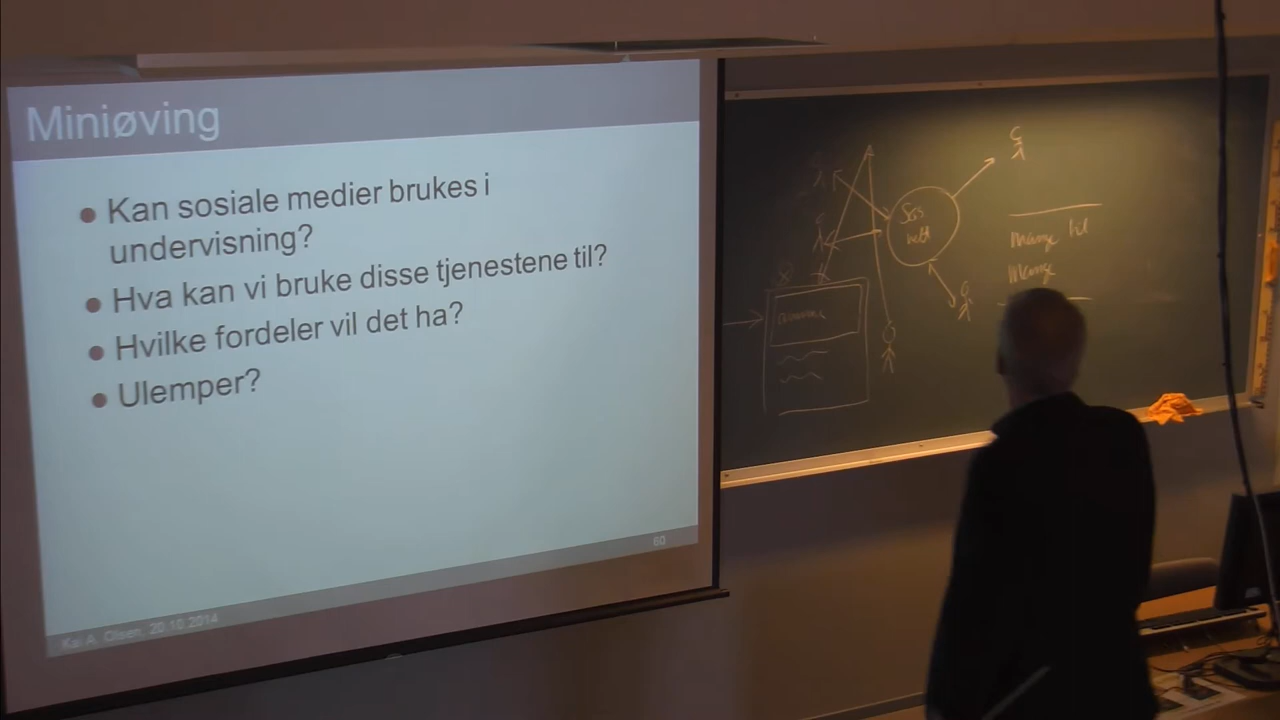 Miniøving
Kan sosiale medier brukes i
undervisning?
Hva kan vi bruke disse tjenestene til?
Hvilke fordeler vil det ha?
Ulemper?
Kai A. Olsen, 20.10.2014
60
Mange til
Mange